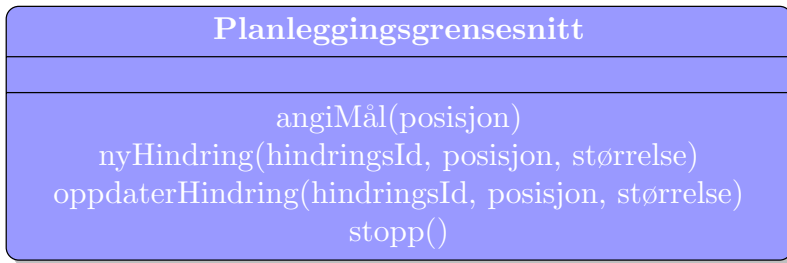 Planleggingsgrensesnitt
angiMål(posisjon)
nyHindring(hindringsId, posisjon, størrelse)
oppdaterHindring(hindringsId, posisjon, størrelse)
stopp()